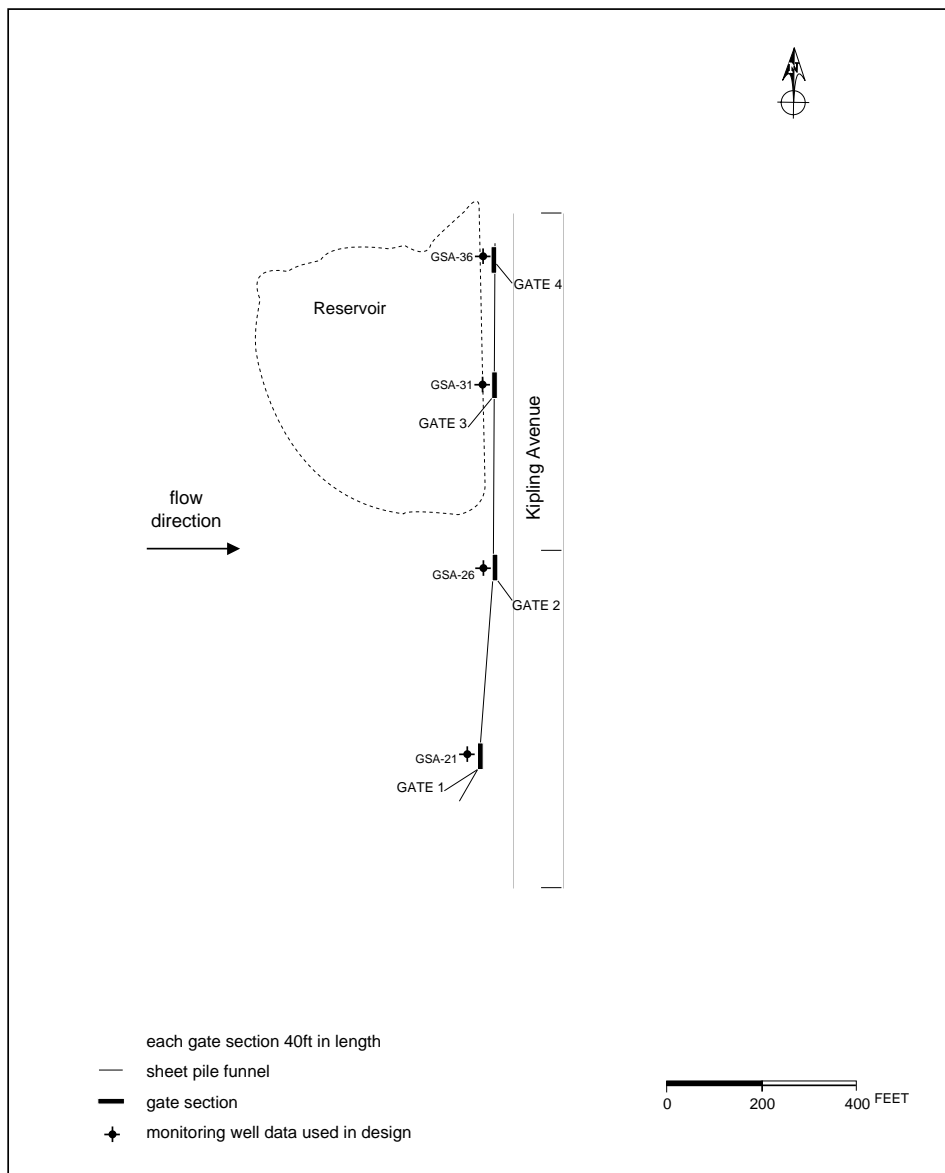 N
GSA-36
GATE 4
Reservoir
GSA-31
GATE 3
Kipling Avenue
flow
direction
GSA-26
GATE 2
GSA-21
GATE 1
each gate section 40ft in length
sheet pile funnel
gate section
monitoring well data used in design
0 200 400 FEET